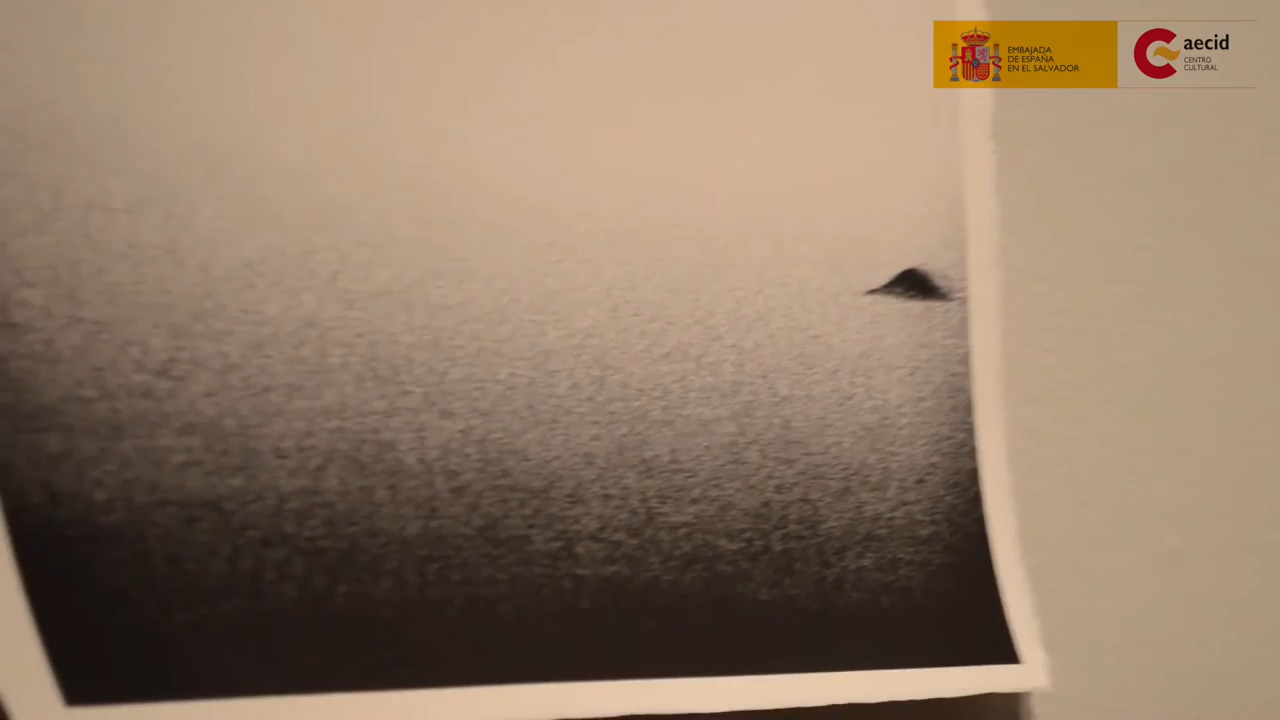 EMBAJADA
DE ESPAÑA
EN EL SALVADOR
aecid
CENTRO
CULTURAL